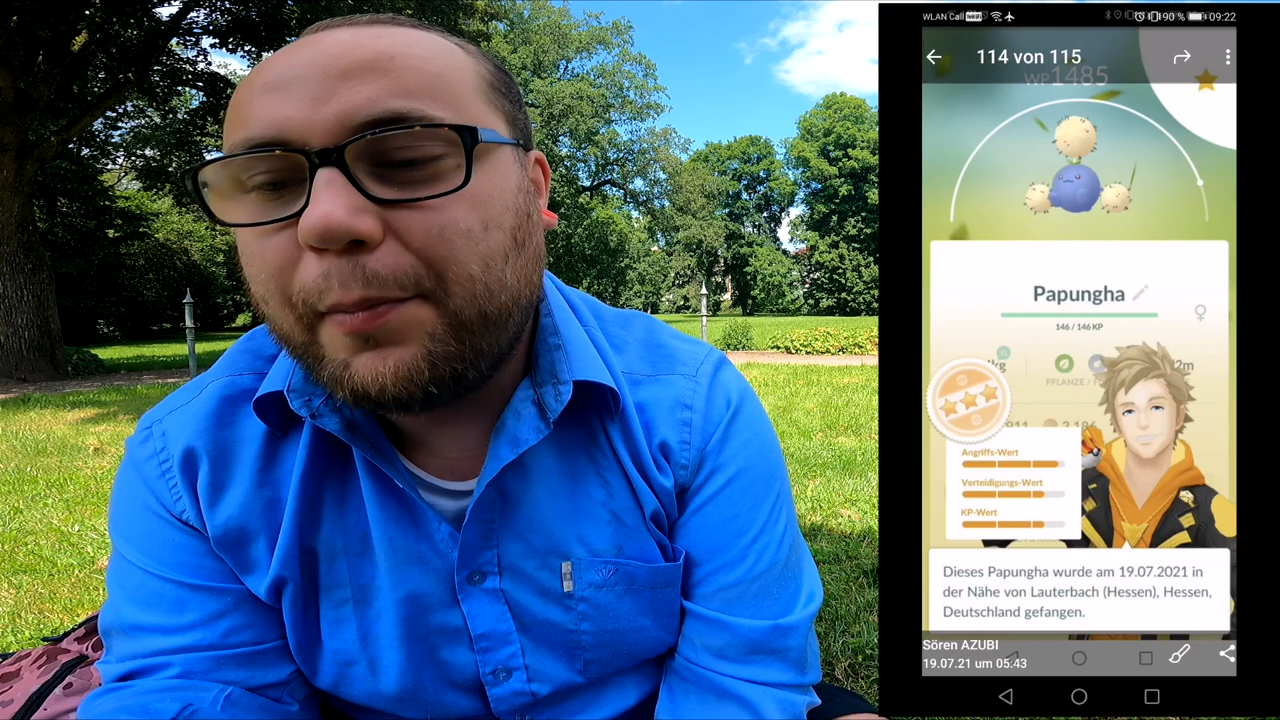 WLAN Call 90 % 09:22
114 von 115
WP1485
Papungha
146 / 146 KP
kg 2m
PFLANZE / F
Angriffs-Wert
Verteidigungs-Wert
KP-Wert
Dieses Papungha wurde am 19.07.2021 in
der Nähe von Lauterbach (Hessen), Hessen,
Deutschland gefangen.
Sören AZUBI
19.07.21 um 05:43